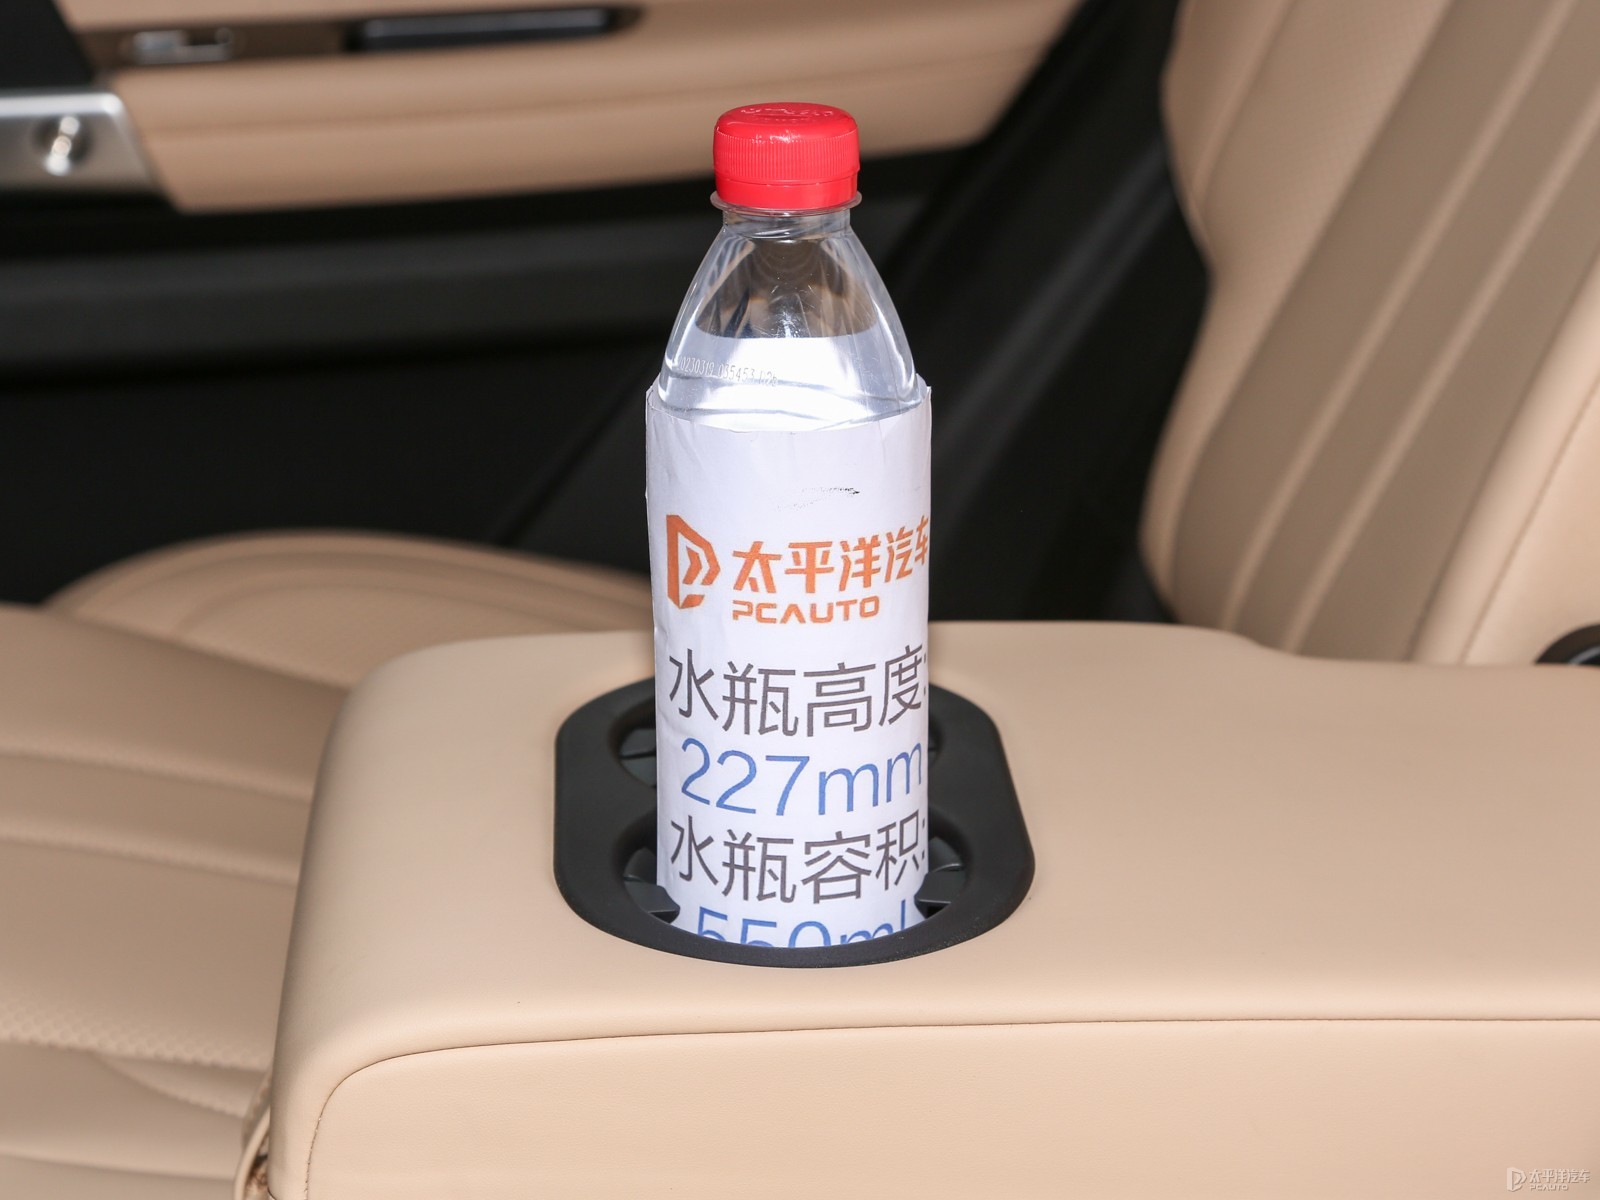 太平洋汽车
PCAUTO
水瓶高度:
227mm
水瓶容积:
550ml
太平洋汽车
PCAUTO